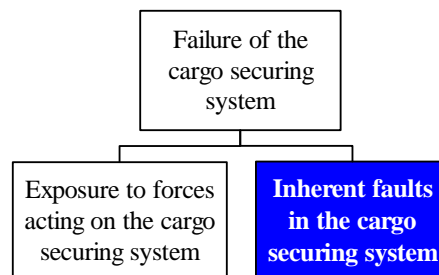 Failure of the
cargo securing
system
Exposure to forces
acting on the cargo
securing system
Inherent faults
in the cargo
securing system